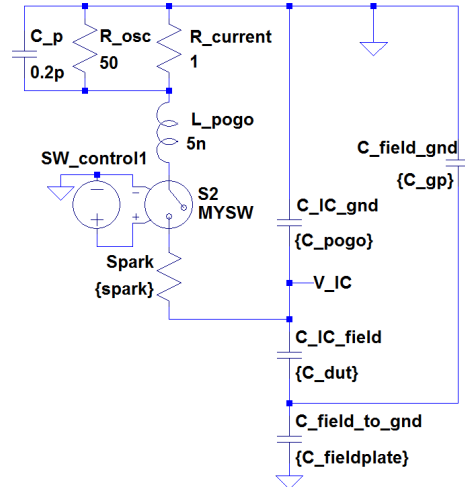 C_p
0.2p
R_osc
50
R_current
1
L_pogo
5n
SW_control1
S2
MYSW
C_field_gnd
{C_gp}
C_IC_gnd
{C_pogo}
Spark
{spark}
V_IC
C_IC_field
{C_dut}
C_field_to_gnd
{C_fieldplate}